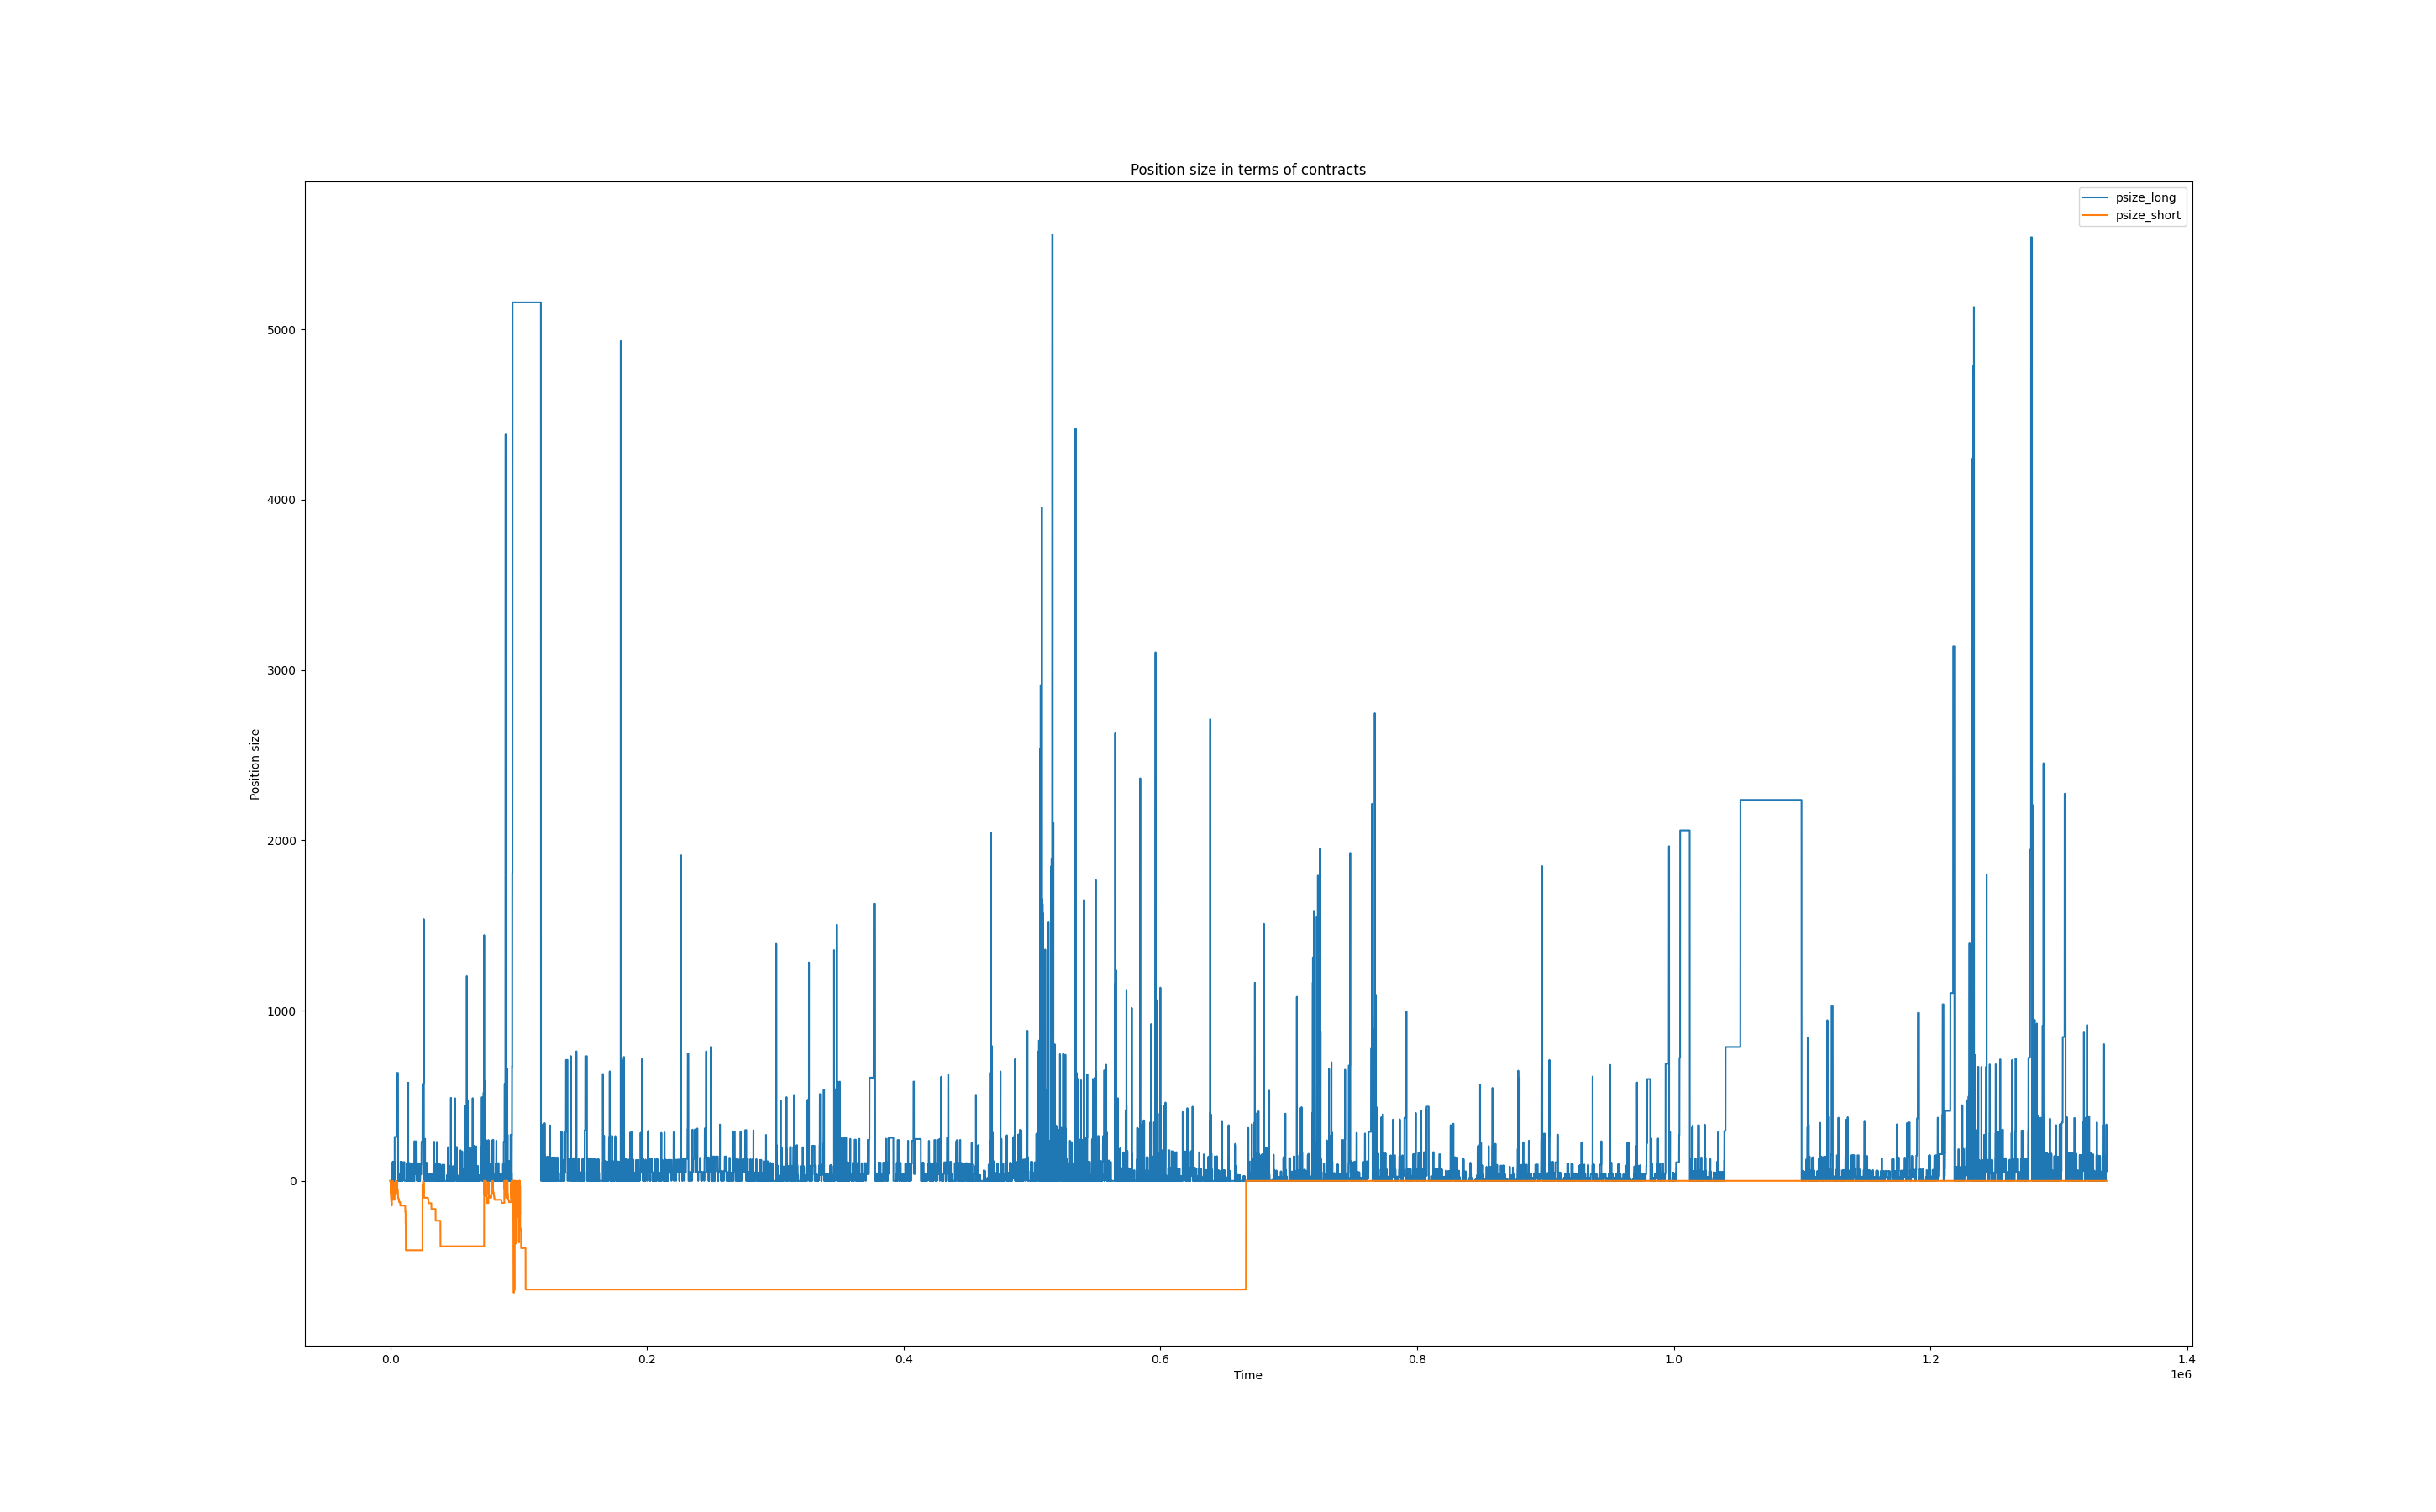 Position size in terms of contracts
psize_long
psize_short
5000
4000
3000
2000
1000
0
Position size
0.0 0.2 0.4 0.6 0.8 1.0 1.2 1.4
Time
1e6